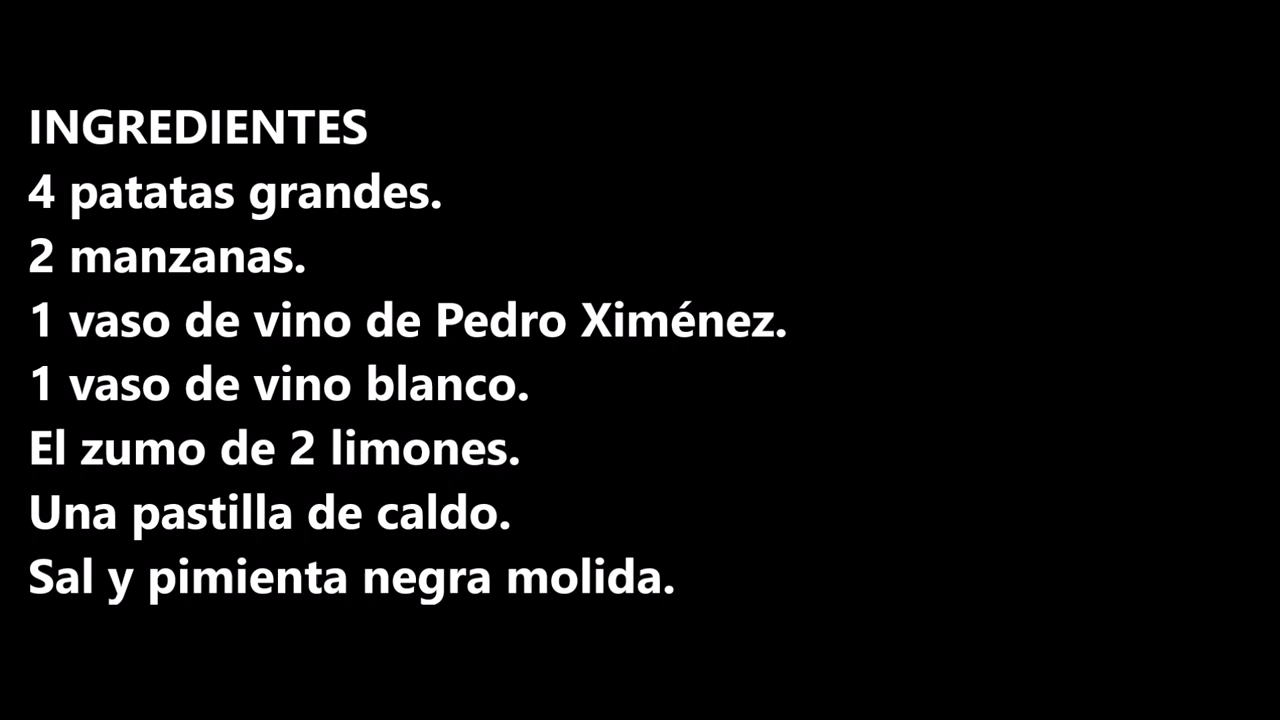 INGREDIENTES
4 patatas grandes.
2 manzanas.
1 vaso de vino de Pedro Ximénez.
1 vaso de vino blanco.
El zumo de 2 limones.
Una pastilla de caldo.
Sal y pimienta negra molida.